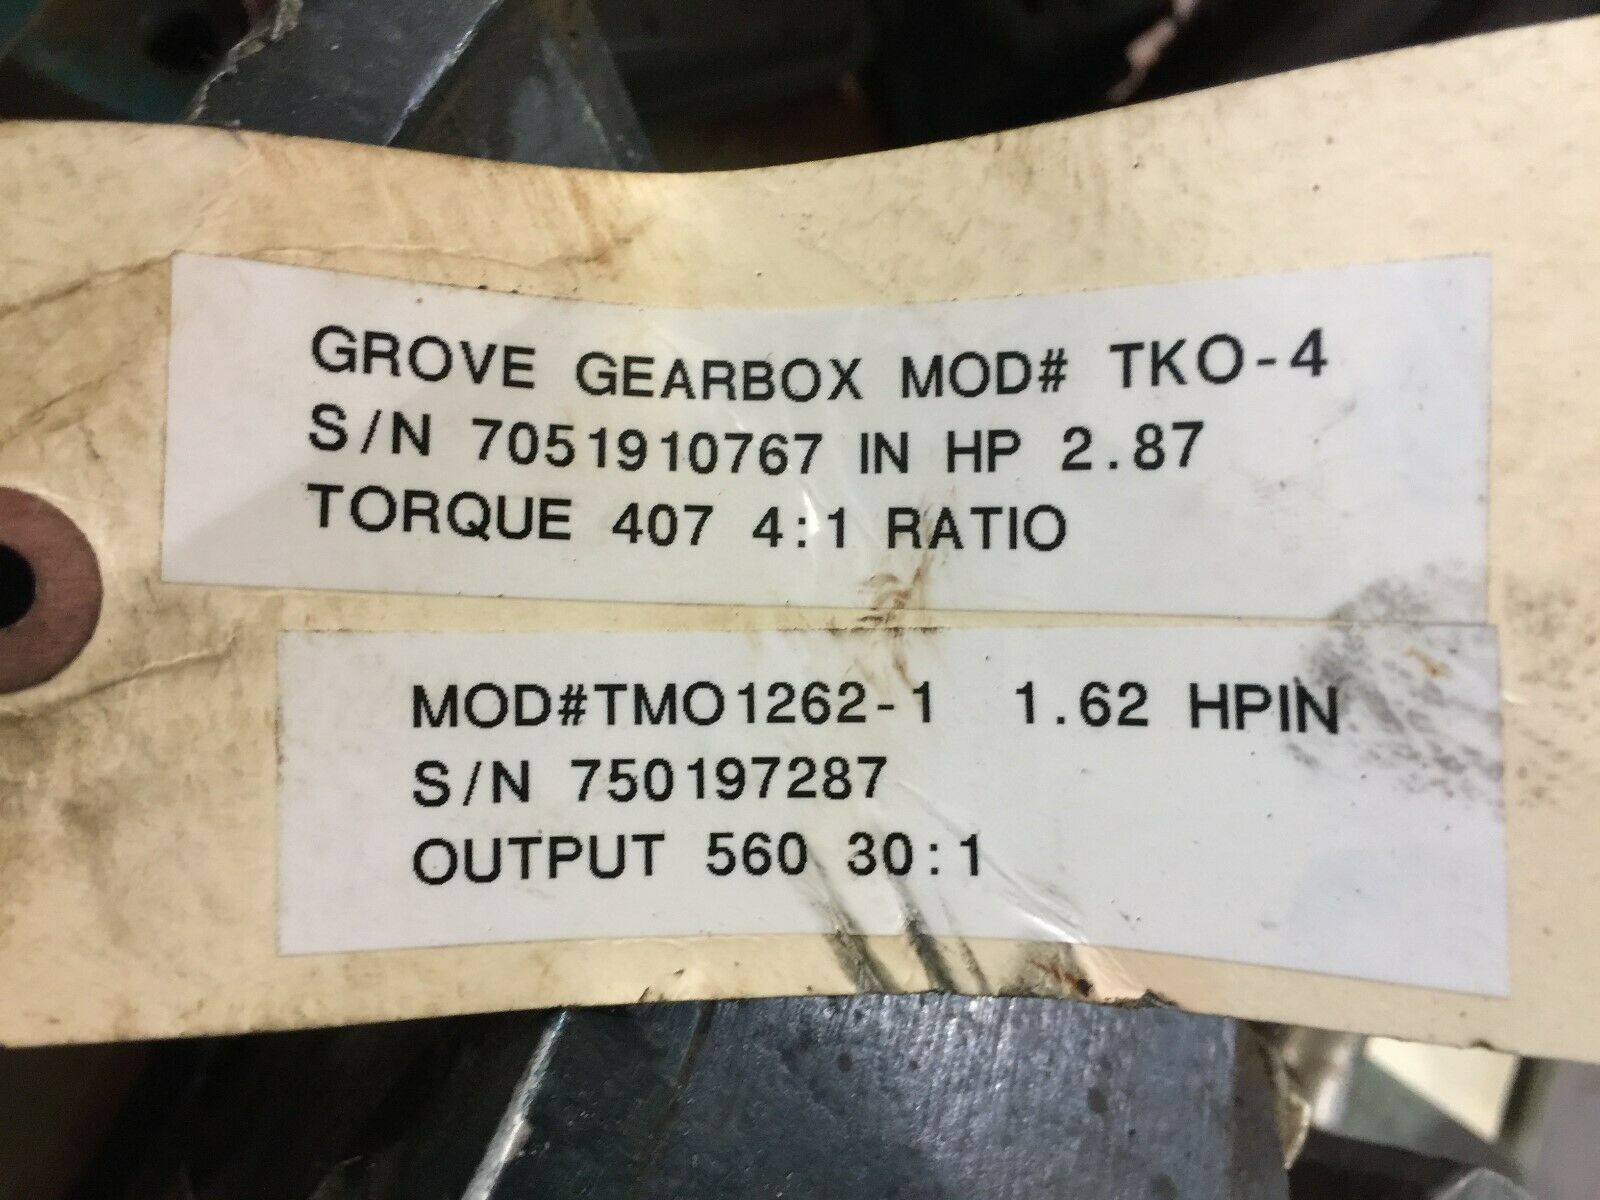 GROVE GEARBOX MOD# TKO-4
S/N 7051910767 IN HP 2.87
TORQUE 407 4:1 RATIO
MOD#TMO1262-1 1.62 HPIN
S/N 750197287
OUTPUT 560 30:1